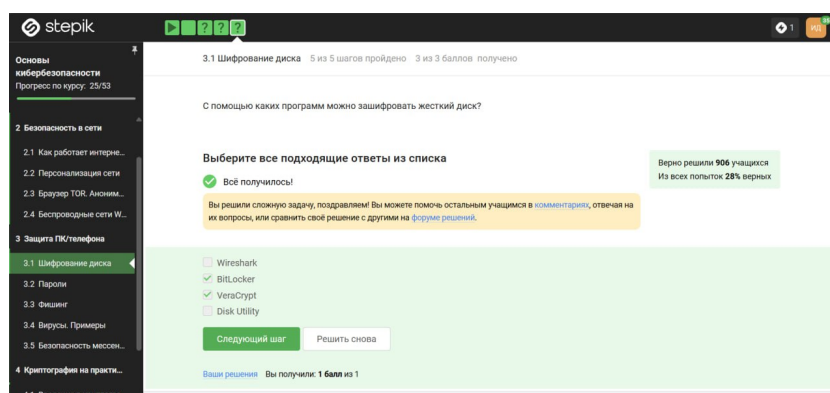 stepik
1
ИД
Основы
кибербезопасности
Прогресс по курсу: 25/53
3.1 Шифрование диска 5 из 5 шагов пройдено 3 из 3 баллов получено
С помощью каких программ можно зашифровать жесткий диск?
2 Безопасность в сети
2.1 Как работает интерне...
2.2 Персонализация сети
2.3 Браузер TOR. Аноним...
2.4 Беспроводные сети W...
3 Защита ПК/телефона
3.1 Шифрование диска
3.2 Пароли
3.3 Фишинг
3.4 Вирусы. Примеры
3.5 Безопасность мессен...
4 Криптография на практи...
Выберите все подходящие ответы из списка
Всё получилось!
Верно решили 906 учащихся
Из всех попыток 28% верных
Вы решили сложную задачу, поздравляем! Вы можете помочь остальным учащимся в комментариях, отвечая на
их вопросы, или сравнить своё решение с другими на форуме решений.
Wireshark
BitLocker
VeraCrypt
Disk Utility
Следующий шаг
Решить снова
Ваши решения Вы получили: 1 балл из 1